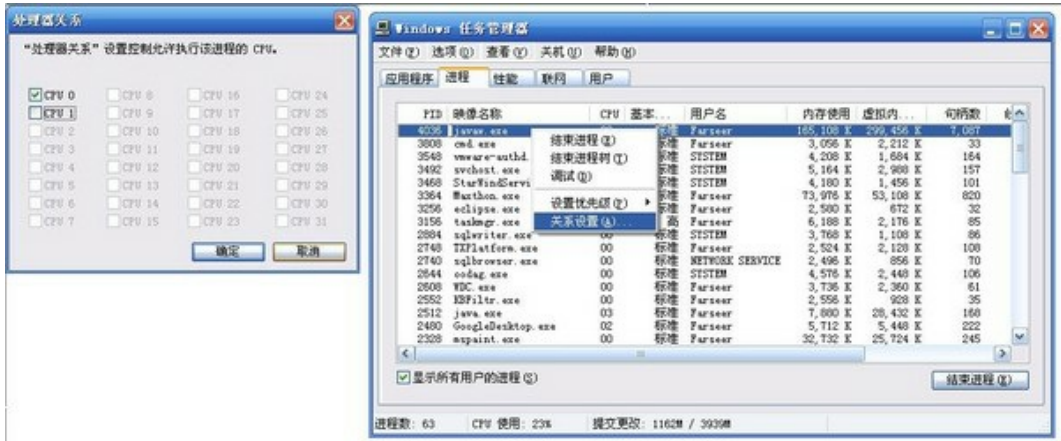 处理器关系
“处理器关系”设置控制允许执行该进程的 CPU。
CPU 0 CPU 8 CPU 16 CPU 24
CPU 1 CPU 9 CPU 17 CPU 25
CPU 2 CPU 10 CPU 18 CPU 26
CPU 3 CPU 11 CPU 19 CPU 27
CPU 4 CPU 12 CPU 20 CPU 28
CPU 5 CPU 13 CPU 21 CPU 29
CPU 6 CPU 14 CPU 22 CPU 30
CPU 7 CPU 15 CPU 23 CPU 31
确定 取消
Windows 任务管理器
文件(F) 选项(O) 查看(V) 关机(U) 帮助(H)
应用程序 进程 性能 联网 用户
PID 映像名称 CPU 基本... 用户名 内存使用 虚拟内... 句柄数
4036 javaw.exe 标准 Farseer 165,108 K 299,456 K 7,087
3808 cmd.exe 标准 Farseer 3,056 K 2,212 K 33
3548 vmware-authd. 标准 SYSTEM 4,208 K 1,684 K 164
3492 svchost.exe 标准 SYSTEM 5,164 K 2,988 K 157
3468 StarWindServi 标准 SYSTEM 4,180 K 1,456 K 101
3364 Maxthon.exe 标准 Farseer 73,976 K 53,108 K 820
3256 eclipse.exe 标准 Farseer 2,580 K 672 K 32
3156 taskmgr.exe 高 Farseer 6,188 K 2,176 K 85
2884 sqlwriter.exe 00 标准 SYSTEM 3,768 K 1,108 K 86
2748 TXPlatform.exe 00 标准 Farseer 2,524 K 2,128 K 108
2740 sqlbrowser.exe 00 标准 NETWORK SERVICE 2,496 K 856 K 70
2644 oodag.exe 00 标准 SYSTEM 4,576 K 2,448 K 106
2608 WDC.exe 00 标准 Farseer 3,736 K 2,360 K 61
2552 KBFiltr.exe 00 标准 Farseer 2,556 K 928 K 35
2512 java.exe 03 标准 Farseer 7,880 K 28,432 K 168
2480 GoogleDesktop.exe 02 标准 Farseer 5,712 K 5,448 K 222
2328 mspaint.exe 00 标准 Farseer 32,732 K 25,724 K 245
结束进程(E)
结束进程树(T)
调试(D)
设置优先级(P)
关系设置(A)...
显示所有用户的进程(S)
结束进程(E)
进程数: 63 CPU 使用: 23% 提交更改: 1162M / 3939M